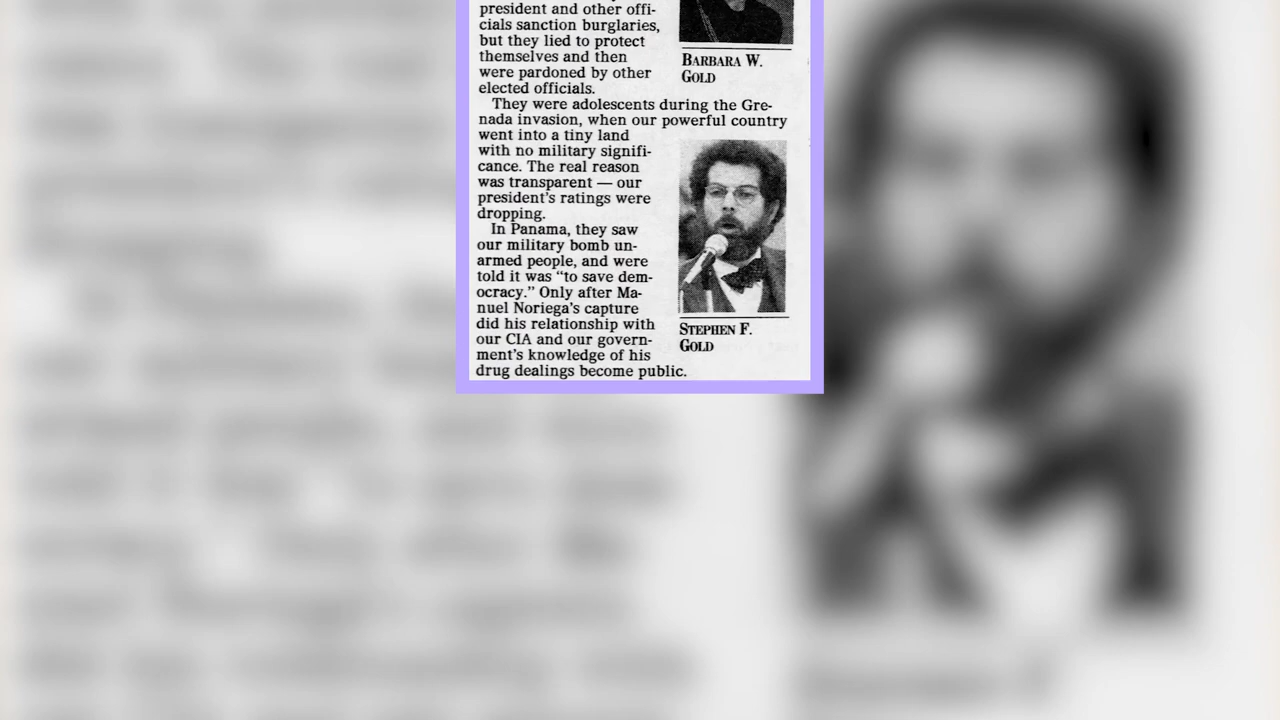 president and other offi-
cials sanction burglaries,
but they lied to protect
themselves and then
were pardoned by other
elected officials.
They were adolescents during the Gre-
nada invasion, when our powerful country
went into a tiny land
with no military signifi-
cance. The real reason
was transparent — our
president's ratings were
dropping.
In Panama, they saw
our military bomb un-
armed people, and were
told it was “to save dem-
ocracy.” Only after Ma-
nuel Noriega's capture
did his relationship with
our CIA and our govern-
ment's knowledge of his
drug dealings become public.
BARBARA W.
GOLD
STEPHEN F.
GOLD